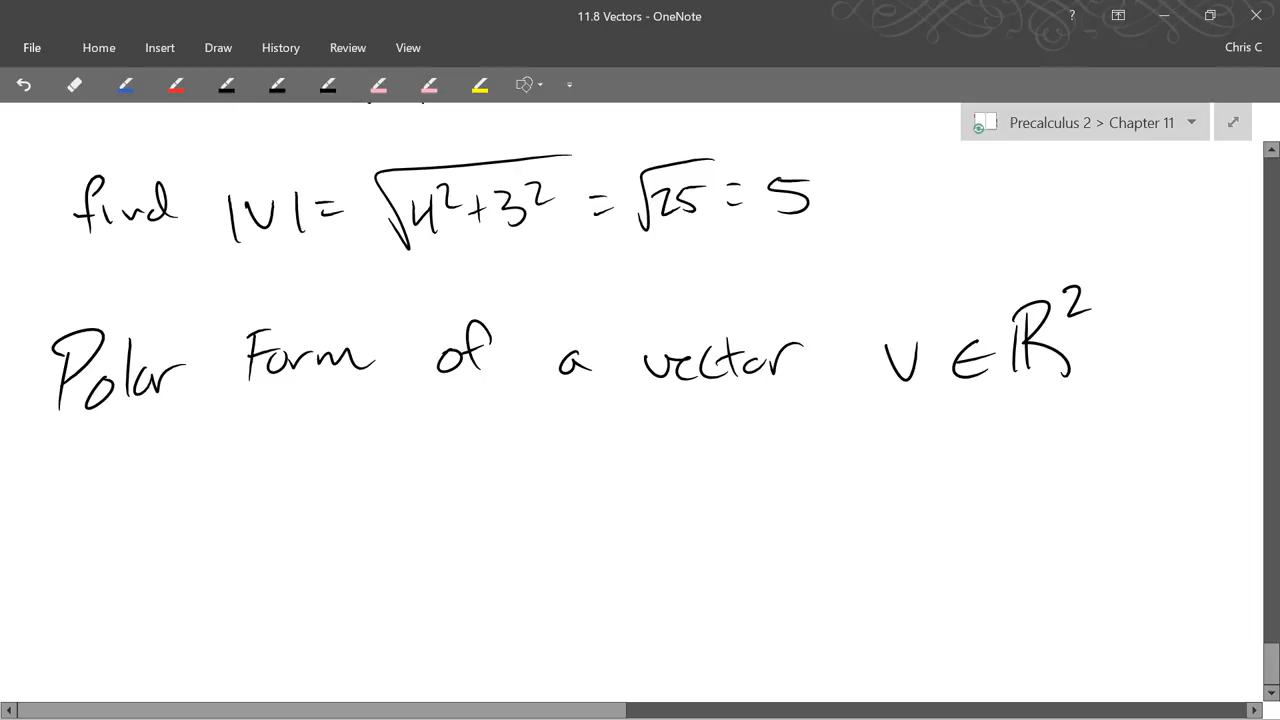 11.8 Vectors - OneNote
?
File Home Insert Draw History Review View
Chris C
Precalculus 2 > Chapter 11
find |V| = √4²+3² = √25 = 5
Polar Form of a vector V ∈ ℝ²